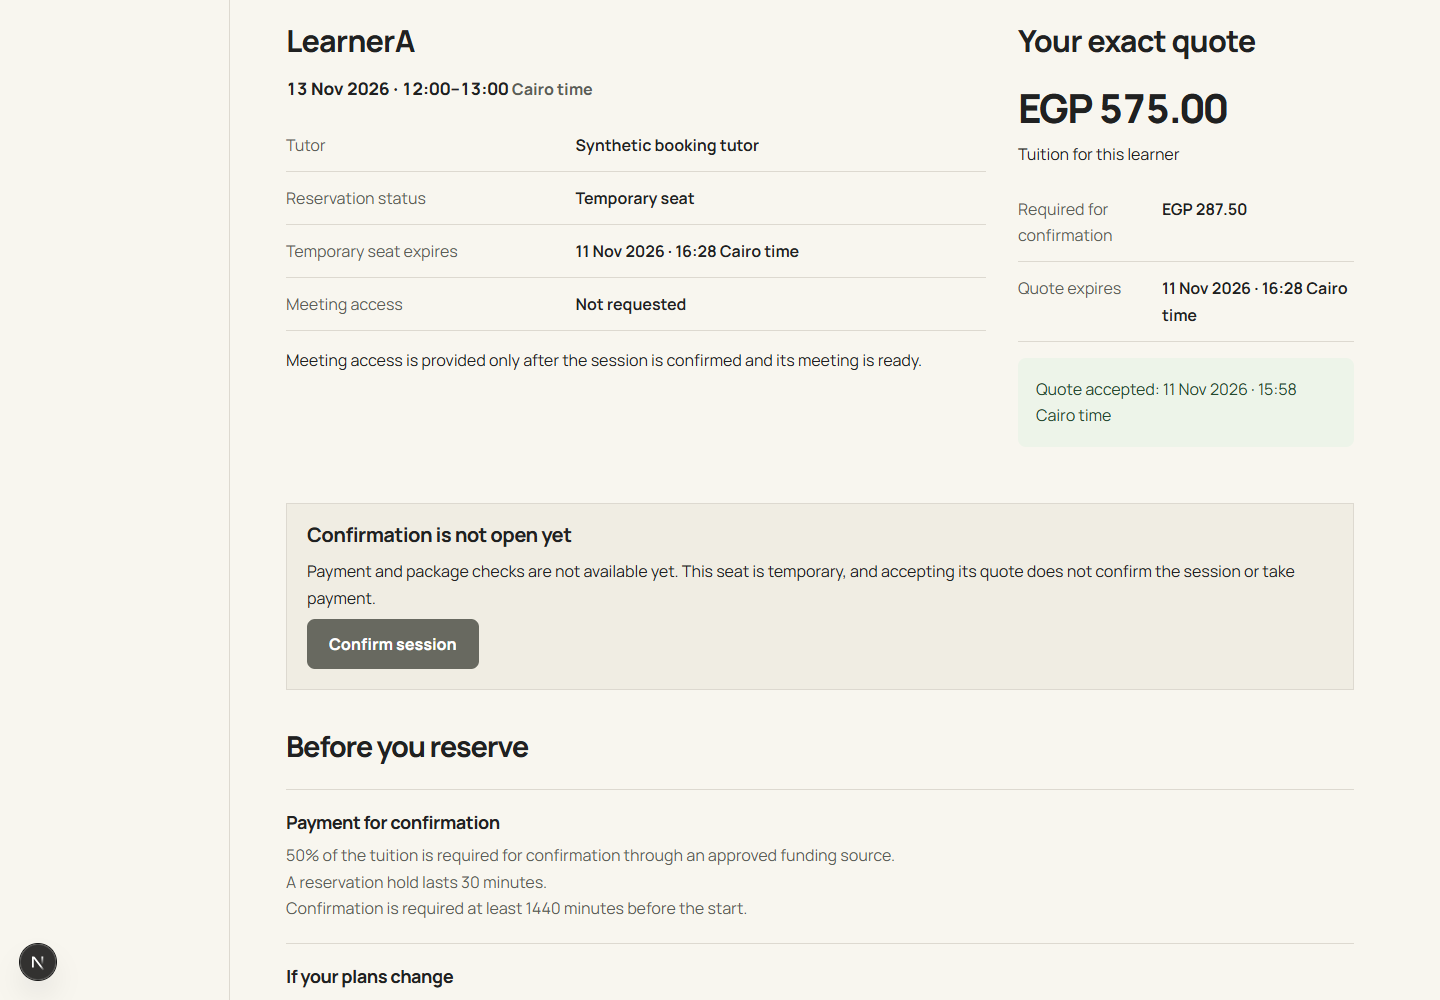 LearnerA
13 Nov 2026 · 12:00–13:00 Cairo time
Tutor
Synthetic booking tutor
Reservation status
Temporary seat
Temporary seat expires
11 Nov 2026 · 16:28 Cairo time
Meeting access
Not requested
Meeting access is provided only after the session is confirmed and its meeting is ready.
Your exact quote
EGP 575.00
Tuition for this learner
Required for
confirmation
EGP 287.50
Quote expires
11 Nov 2026 · 16:28 Cairo
time
Quote accepted: 11 Nov 2026 · 15:58
Cairo time
Confirmation is not open yet
Payment and package checks are not available yet. This seat is temporary, and accepting its quote does not confirm the session or take
payment.
Confirm session
Before you reserve
Payment for confirmation
50% of the tuition is required for confirmation through an approved funding source.
A reservation hold lasts 30 minutes.
Confirmation is required at least 1440 minutes before the start.
If your plans change
N